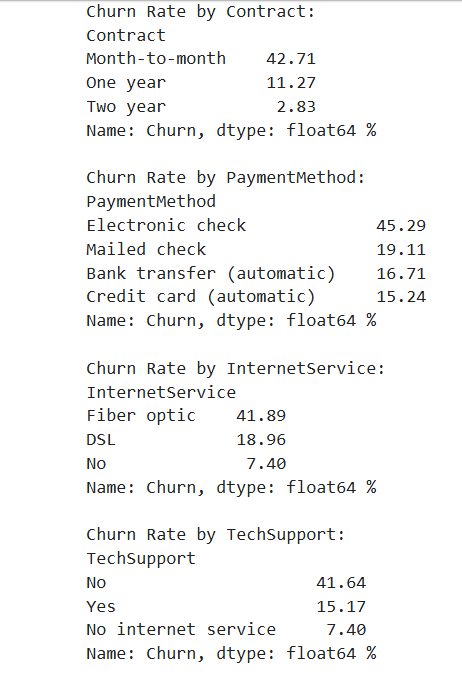 Churn Rate by Contract:
Contract
Month-to-month    42.71
One year          11.27
Two year           2.83
Name: Churn, dtype: float64 %

Churn Rate by PaymentMethod:
PaymentMethod
Electronic check             45.29
Mailed check                 19.11
Bank transfer (automatic)    16.71
Credit card (automatic)      15.24
Name: Churn, dtype: float64 %

Churn Rate by InternetService:
InternetService
Fiber optic    41.89
DSL            18.96
No              7.40
Name: Churn, dtype: float64 %

Churn Rate by TechSupport:
TechSupport
No                     41.64
Yes                    15.17
No internet service     7.40
Name: Churn, dtype: float64 %